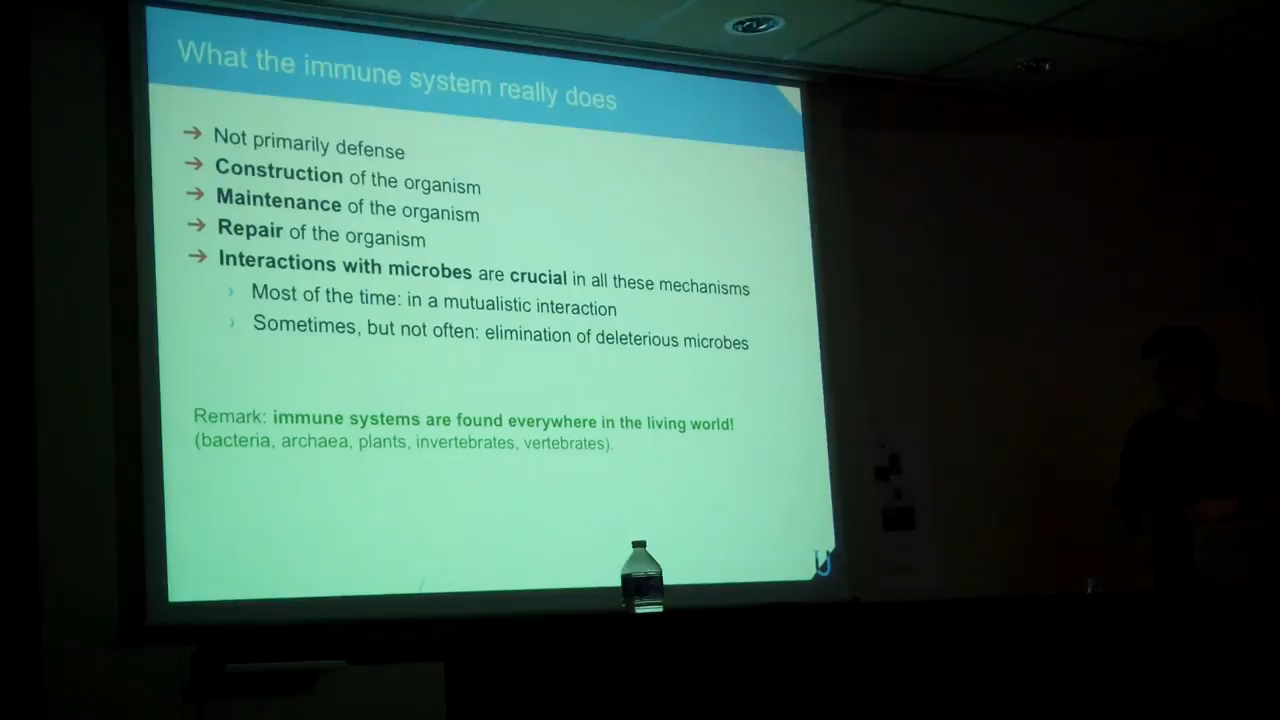 What the immune system really does
➔ Not primarily defense
➔ Construction of the organism
➔ Maintenance of the organism
➔ Repair of the organism
➔ Interactions with microbes are crucial in all these mechanisms
› Most of the time: in a mutualistic interaction
› Sometimes, but not often: elimination of deleterious microbes
Remark: immune systems are found everywhere in the living world!
(bacteria, archaea, plants, invertebrates, vertebrates).
U